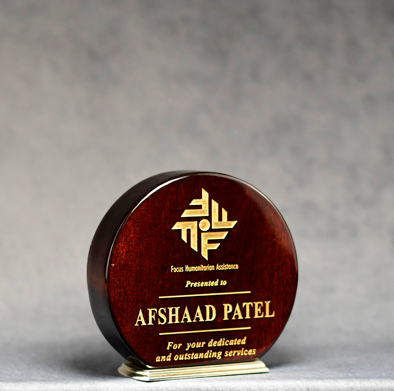 Focus Humanitarian Assistance
Presented to
AFSHAAD PATEL
For your dedicated
and outstanding services